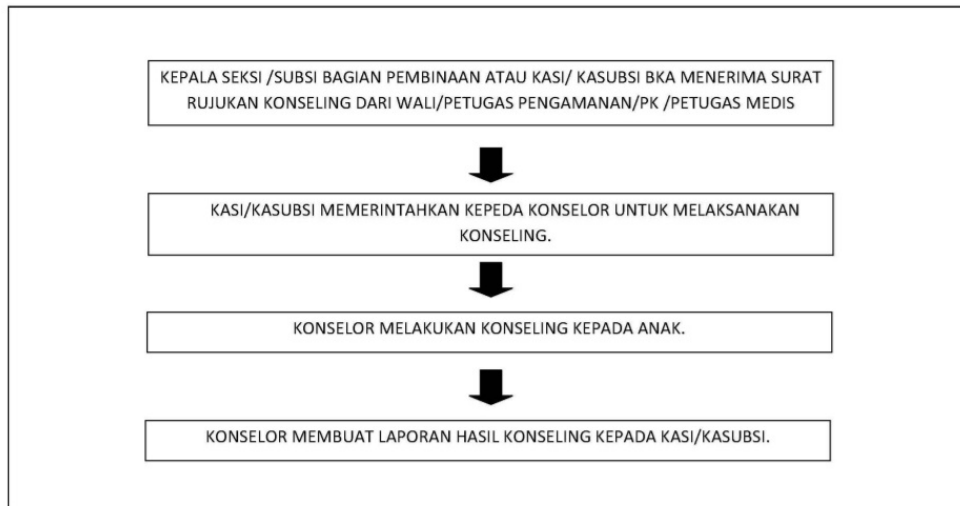 KEPALA SEKSI /SUBSI BAGIAN PEMBINAAN ATAU KASI/ KASUBSI BKA MENERIMA SURAT
RUJUKAN KONSELING DARI WALI/PETUGAS PENGAMANAN/PK /PETUGAS MEDIS
KASI/KASUBSI MEMERINTAHKAN KEPEDA KONSELOR UNTUK MELAKSANAKAN
KONSELING.
KONSELOR MELAKUKAN KONSELING KEPADA ANAK.
KONSELOR MEMBUAT LAPORAN HASIL KONSELING KEPADA KASI/KASUBSI.